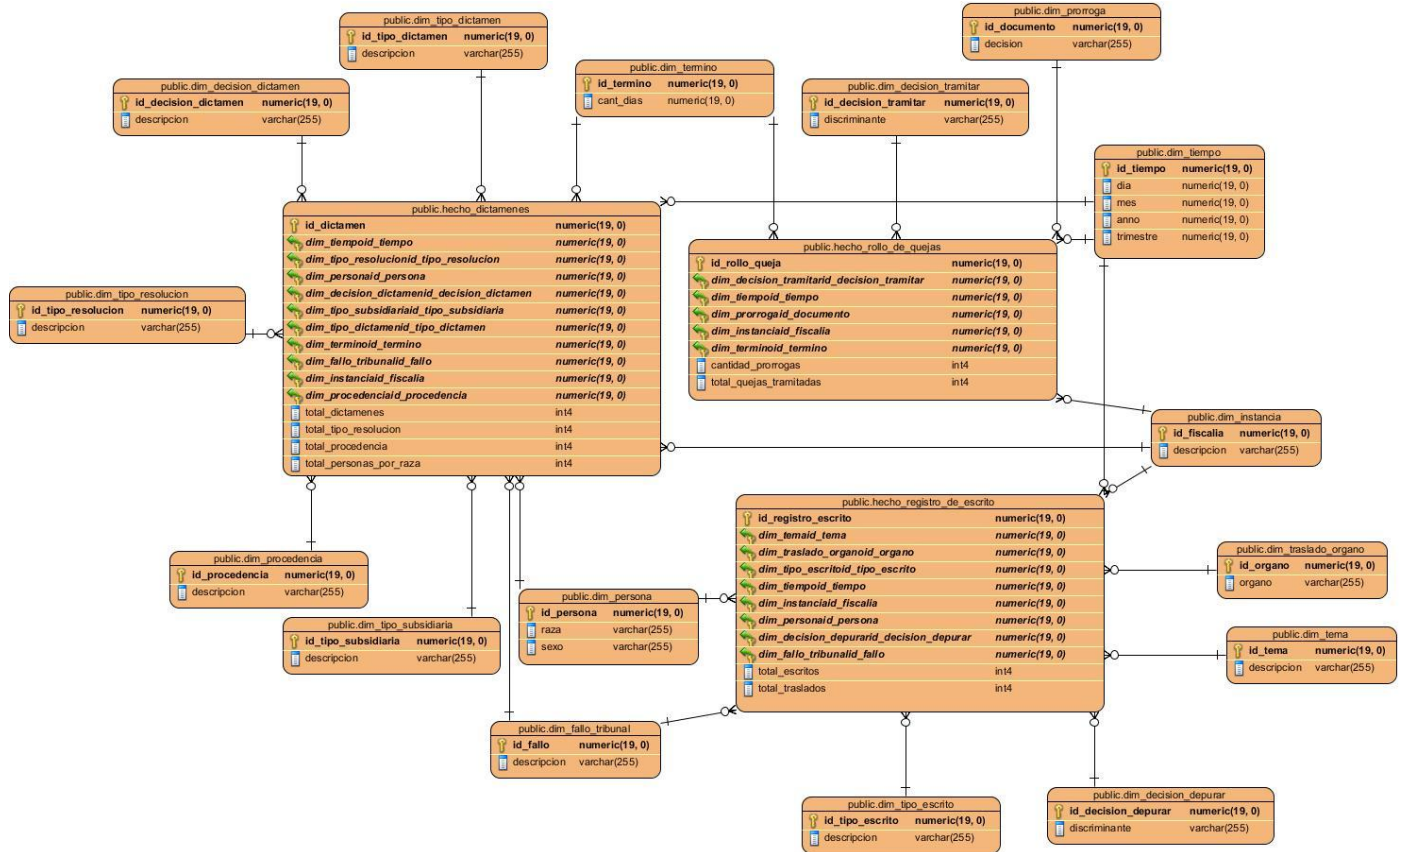 public.dim_tipo_dictamen
id_tipo_dictamen numeric(19, 0)
descripcion varchar(255)
public.dim_prorroga
id_documento numeric(19, 0)
decision varchar(255)
public.dim_termino
id_termino numeric(19, 0)
cant_dias numeric(19, 0)
public.dim_decision_dictamen
id_decision_dictamen numeric(19, 0)
descripcion varchar(255)
public.dim_decision_tramitar
id_decision_tramitar numeric(19, 0)
discriminante varchar(255)
public.dim_tiempo
id_tiempo numeric(19, 0)
dia numeric(19, 0)
mes numeric(19, 0)
anno numeric(19, 0)
trimestre numeric(19, 0)
public.hecho_dictamenes
id_dictamen numeric(19, 0)
dim_tiempoid_tiempo numeric(19, 0)
dim_tipo_resolucionid_tipo_resolucion numeric(19, 0)
dim_personaid_persona numeric(19, 0)
dim_decision_dictamenid_decision_dictamen numeric(19, 0)
dim_tipo_subsidiariaid_tipo_subsidiaria numeric(19, 0)
dim_tipo_dictamenid_tipo_dictamen numeric(19, 0)
dim_terminoid_termino numeric(19, 0)
dim_fallo_tribunalid_fallo numeric(19, 0)
dim_instanciaid_fiscalia numeric(19, 0)
dim_procedenciaid_procedencia numeric(19, 0)
total_dictamenes int4
total_tipo_resolucion int4
total_procedencia int4
total_personas_por_raza int4
public.hecho_rollo_de_quejas
id_rollo_queja numeric(19, 0)
dim_decision_tramitarid_decision_tramitar numeric(19, 0)
dim_tiempoid_tiempo numeric(19, 0)
dim_prorrogaid_documento numeric(19, 0)
dim_instanciaid_fiscalia numeric(19, 0)
dim_terminoid_termino numeric(19, 0)
cantidad_prorrogas int4
total_quejas_tramitadas int4
public.dim_tipo_resolucion
id_tipo_resolucion numeric(19, 0)
descripcion varchar(255)
public.dim_instancia
id_fiscalia numeric(19, 0)
descripcion varchar(255)
public.hecho_registro_de_escrito
id_registro_escrito numeric(19, 0)
dim_temaid_tema numeric(19, 0)
dim_traslado_organoid_organo numeric(19, 0)
dim_tipo_escritoid_tipo_escrito numeric(19, 0)
dim_tiempoid_tiempo numeric(19, 0)
dim_instanciaid_fiscalia numeric(19, 0)
dim_personaid_persona numeric(19, 0)
dim_decision_depurarid_decision_depurar numeric(19, 0)
dim_fallo_tribunalid_fallo numeric(19, 0)
total_escritos int4
total_traslados int4
public.dim_traslado_organo
id_organo numeric(19, 0)
organo varchar(255)
public.dim_procedencia
id_procedencia numeric(19, 0)
descripcion varchar(255)
public.dim_persona
id_persona numeric(19, 0)
raza varchar(255)
sexo varchar(255)
public.dim_tipo_subsidiaria
id_tipo_subsidiaria numeric(19, 0)
descripcion varchar(255)
public.dim_tema
id_tema numeric(19, 0)
descripcion varchar(255)
public.dim_fallo_tribunal
id_fallo numeric(19, 0)
descripcion varchar(255)
public.dim_tipo_escrito
id_tipo_escrito numeric(19, 0)
descripcion varchar(255)
public.dim_decision_depurar
id_decision_depurar numeric(19, 0)
discriminante varchar(255)